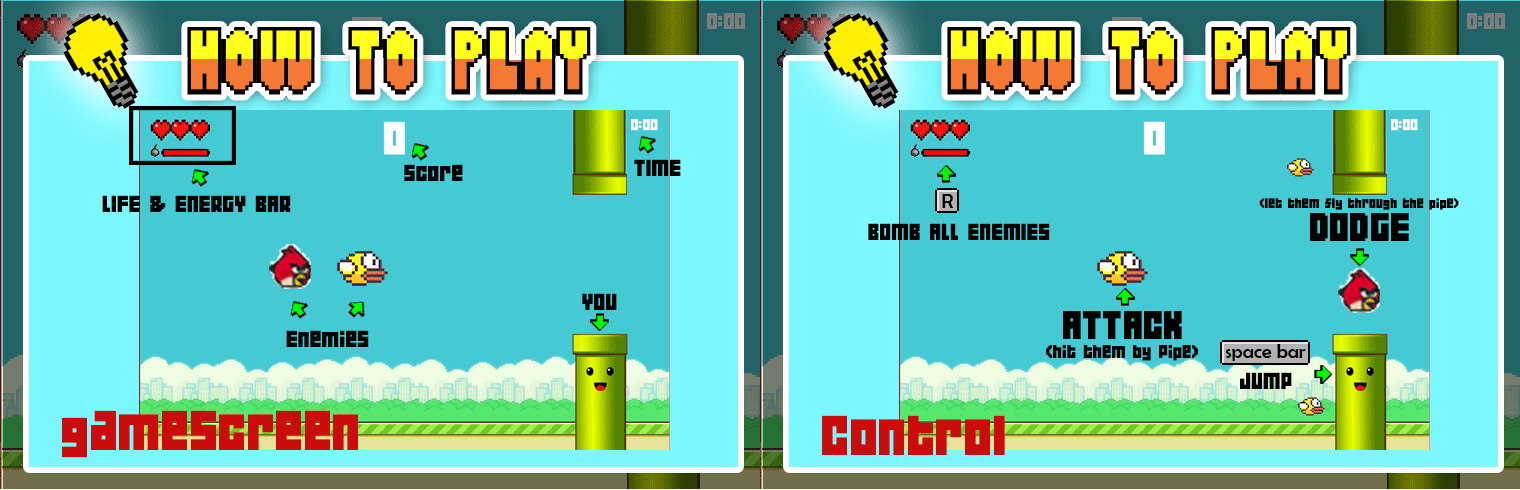 HOW TO PLAY
0:00
1
0:00
Score
TIME
LIFE & ENERGY BAR
YOU
Enemies
gamescreen
HOW TO PLAY
0:00
1
0:00
R
(let them fly through the pipe)
DODGE
BOMB ALL ENEMIES
ATTACK
(hit them by Pipe)
space bar
JUMP
Control